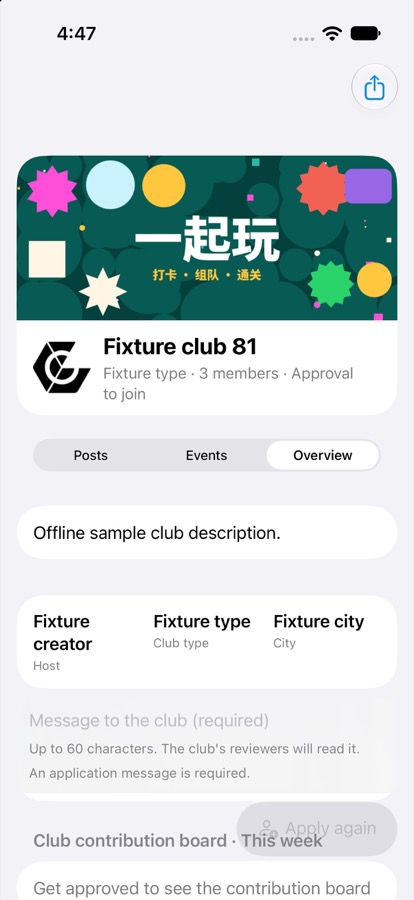 4:47
一起玩
打卡 • 组队 • 通关
Fixture club 81
Fixture type · 3 members · Approval
to join
Posts
Events
Overview
Offline sample club description.
Fixture
creator
Host
Fixture type
Club type
Fixture city
City
Message to the club (required)
Up to 60 characters. The club's reviewers will read it.
An application message is required.
Apply again
Club contribution board · This week
Get approved to see the contribution board